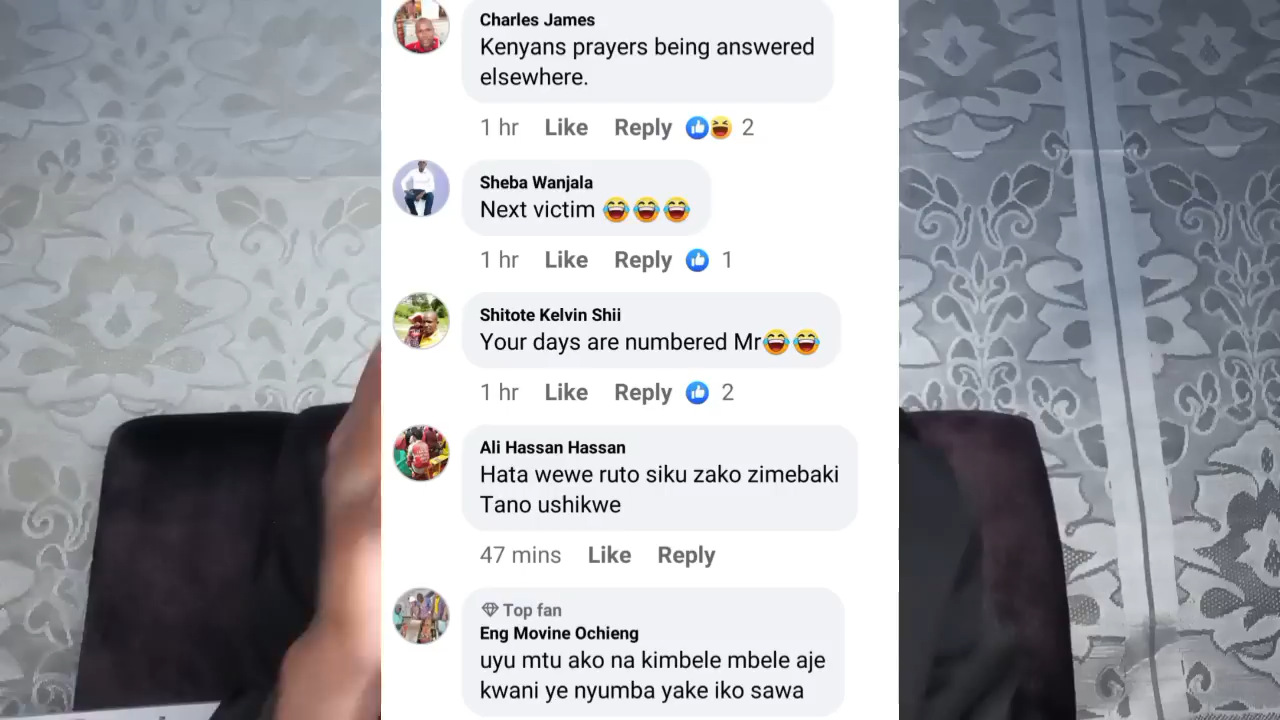 Charles James
Kenyans prayers being answered
elsewhere.
1 hr Like Reply 2
Sheba Wanjala
Next victim 😂😂😂
1 hr Like Reply 1
Shitote Kelvin Shii
Your days are numbered Mr😂😂
1 hr Like Reply 2
Ali Hassan Hassan
Hata wewe ruto siku zako zimebaki
Tano ushikwe
47 mins Like Reply
Top fan
Eng Movine Ochieng
uyu mtu ako na kimbele mbele aje
kwani ye nyumba yake iko sawa